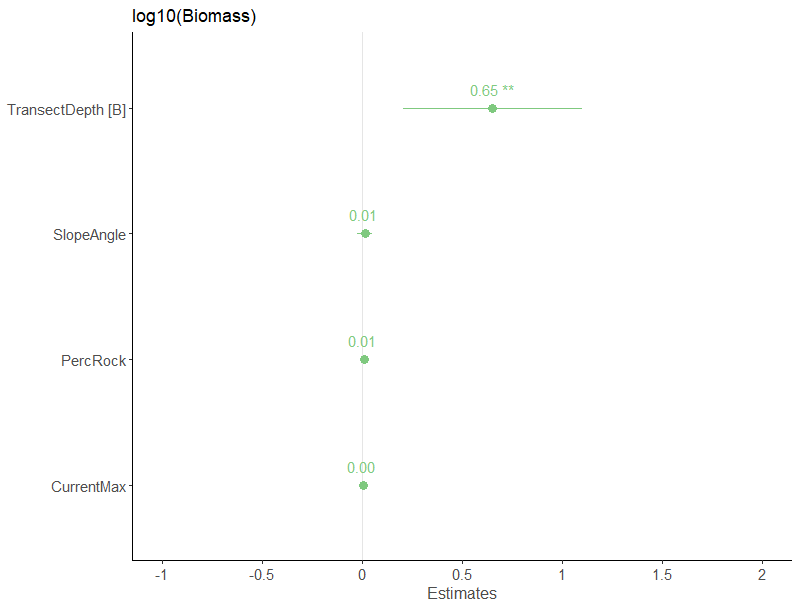 log10(Biomass)
0.65 **
TransectDepth [B]
0.01
SlopeAngle
0.01
PercRock
0.00
CurrentMax
-1 -0.5 0 0.5 1 1.5 2
Estimates